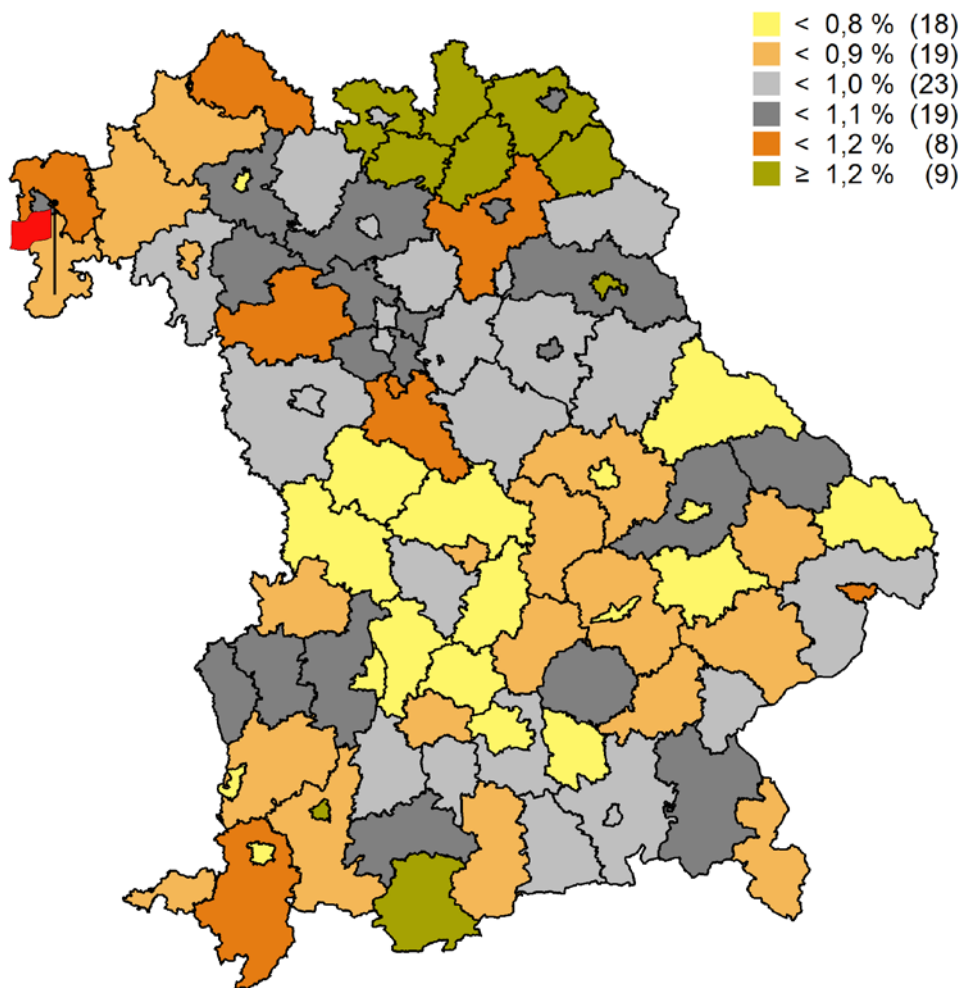 < 0,8 % (18)
< 0,9 % (19)
< 1,0 % (23)
< 1,1 % (19)
< 1,2 % (8)
≥ 1,2 % (9)